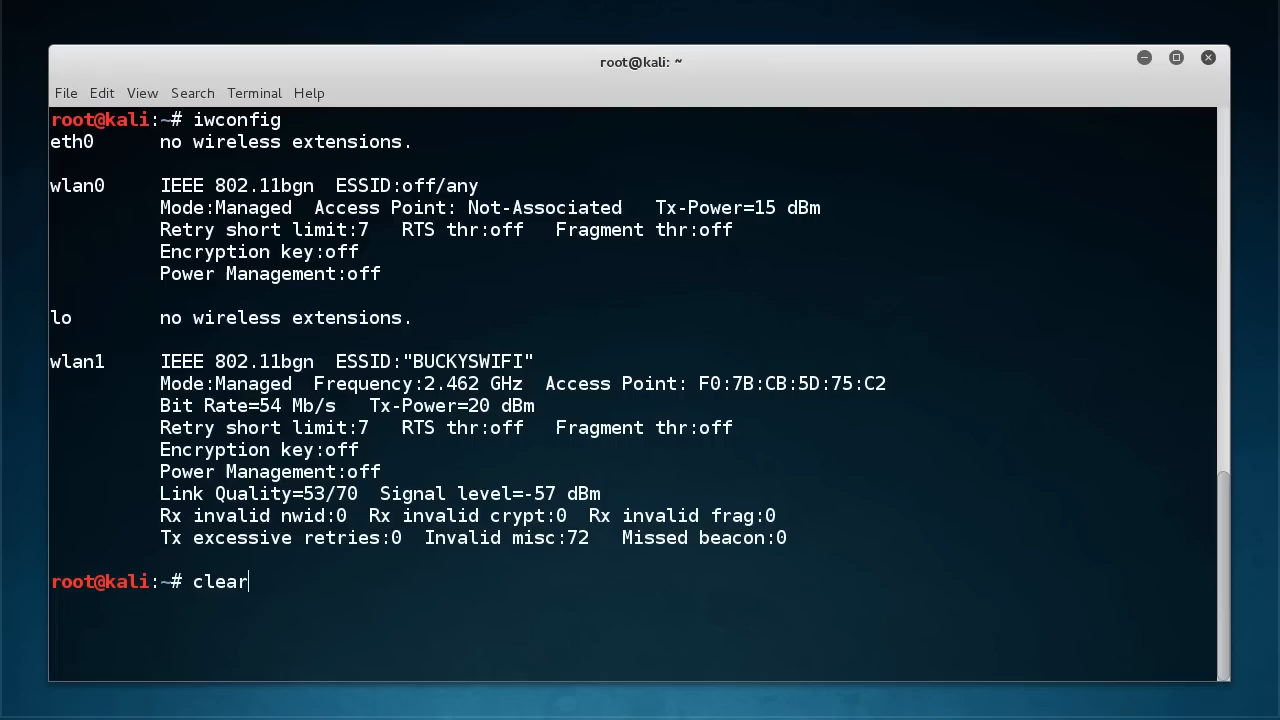 root@kali: ~
File Edit View Search Terminal Help
root@kali:~# iwconfig
eth0      no wireless extensions.
wlan0     IEEE 802.11bgn  ESSID:off/any
          Mode:Managed  Access Point: Not-Associated   Tx-Power=15 dBm
          Retry short limit:7   RTS thr:off   Fragment thr:off
          Encryption key:off
          Power Management:off
lo        no wireless extensions.
wlan1     IEEE 802.11bgn  ESSID:"BUCKYSWIFI"
          Mode:Managed  Frequency:2.462 GHz  Access Point: F0:7B:CB:5D:75:C2
          Bit Rate=54 Mb/s   Tx-Power=20 dBm
          Retry short limit:7   RTS thr:off   Fragment thr:off
          Encryption key:off
          Power Management:off
          Link Quality=53/70  Signal level=-57 dBm
          Rx invalid nwid:0  Rx invalid crypt:0  Rx invalid frag:0
          Tx excessive retries:0  Invalid misc:72   Missed beacon:0
root@kali:~# clear